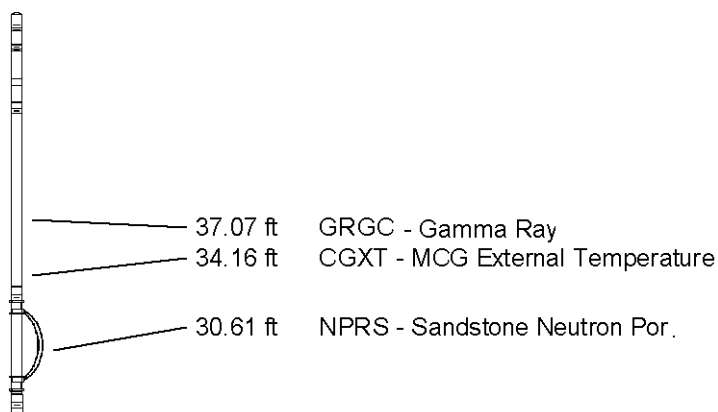 37.07 ft GRGC - Gamma Ray
34.16 ft CGXT - MCG External Temperature
30.61 ft NPRS - Sandstone Neutron Por.